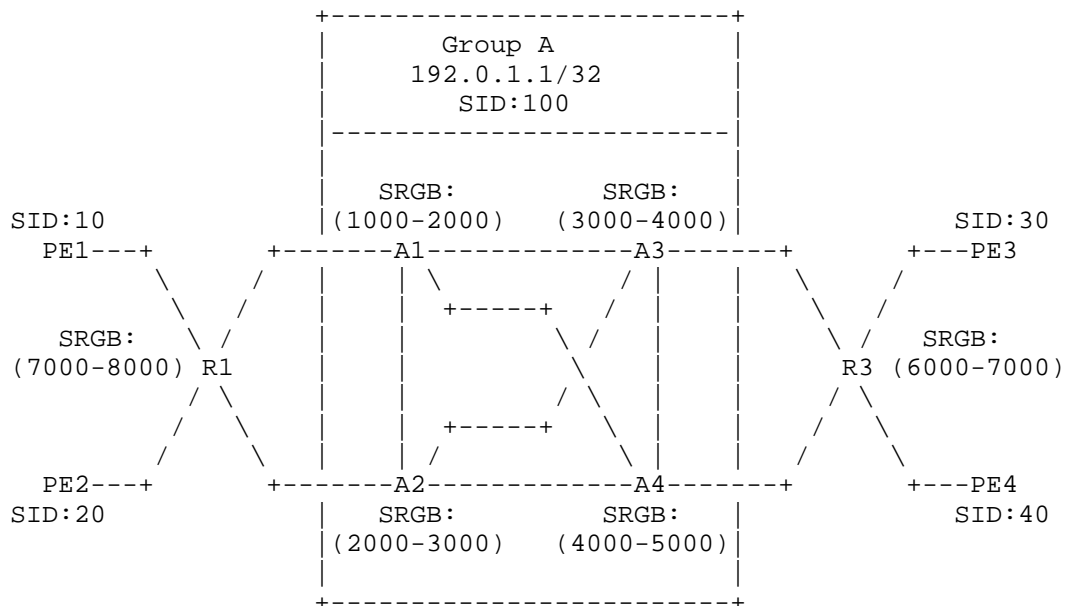 Group A
192.0.1.1/32
SID:100
SRGB: SRGB:
SID:10 (1000-2000) (3000-4000) SID:30
PE1---+ +-------A1-------------A3-------+ +---PE3
+-----+
SRGB: SRGB:
(7000-8000) R1 R3 (6000-7000)
+-----+
PE2---+ +-------A2-------------A4-------+ +---PE4
SID:20 SRGB: SRGB: SID:40
(2000-3000) (4000-5000)